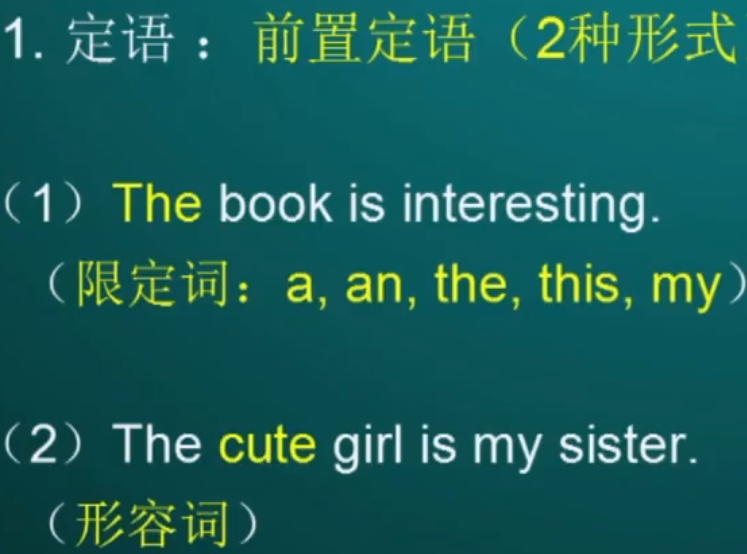 1. 定语 ： 前置定语（2种形式
（1）The book is interesting.
（限定词：a, an, the, this, my）
（2）The cute girl is my sister.
（形容词）